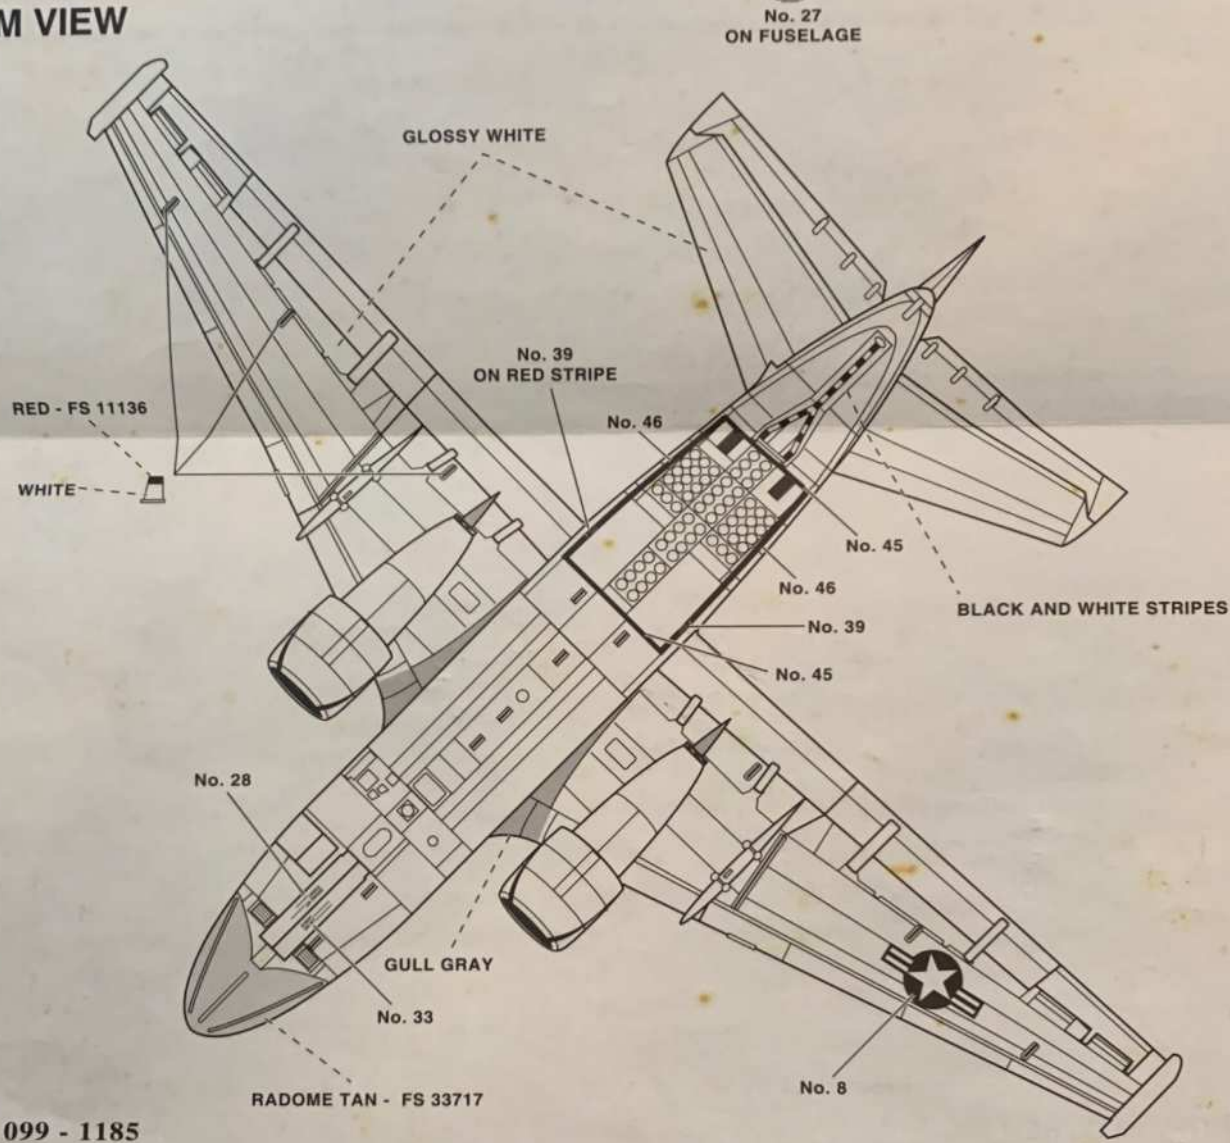 M VIEW
No. 27
ON FUSELAGE
GLOSSY WHITE
No. 39
ON RED STRIPE
RED - FS 11136
No. 46
WHITE
No. 45
No. 46
BLACK AND WHITE STRIPES
No. 39
No. 45
No. 28
GULL GRAY
No. 33
No. 8
RADOME TAN - FS 33717
099 - 1185